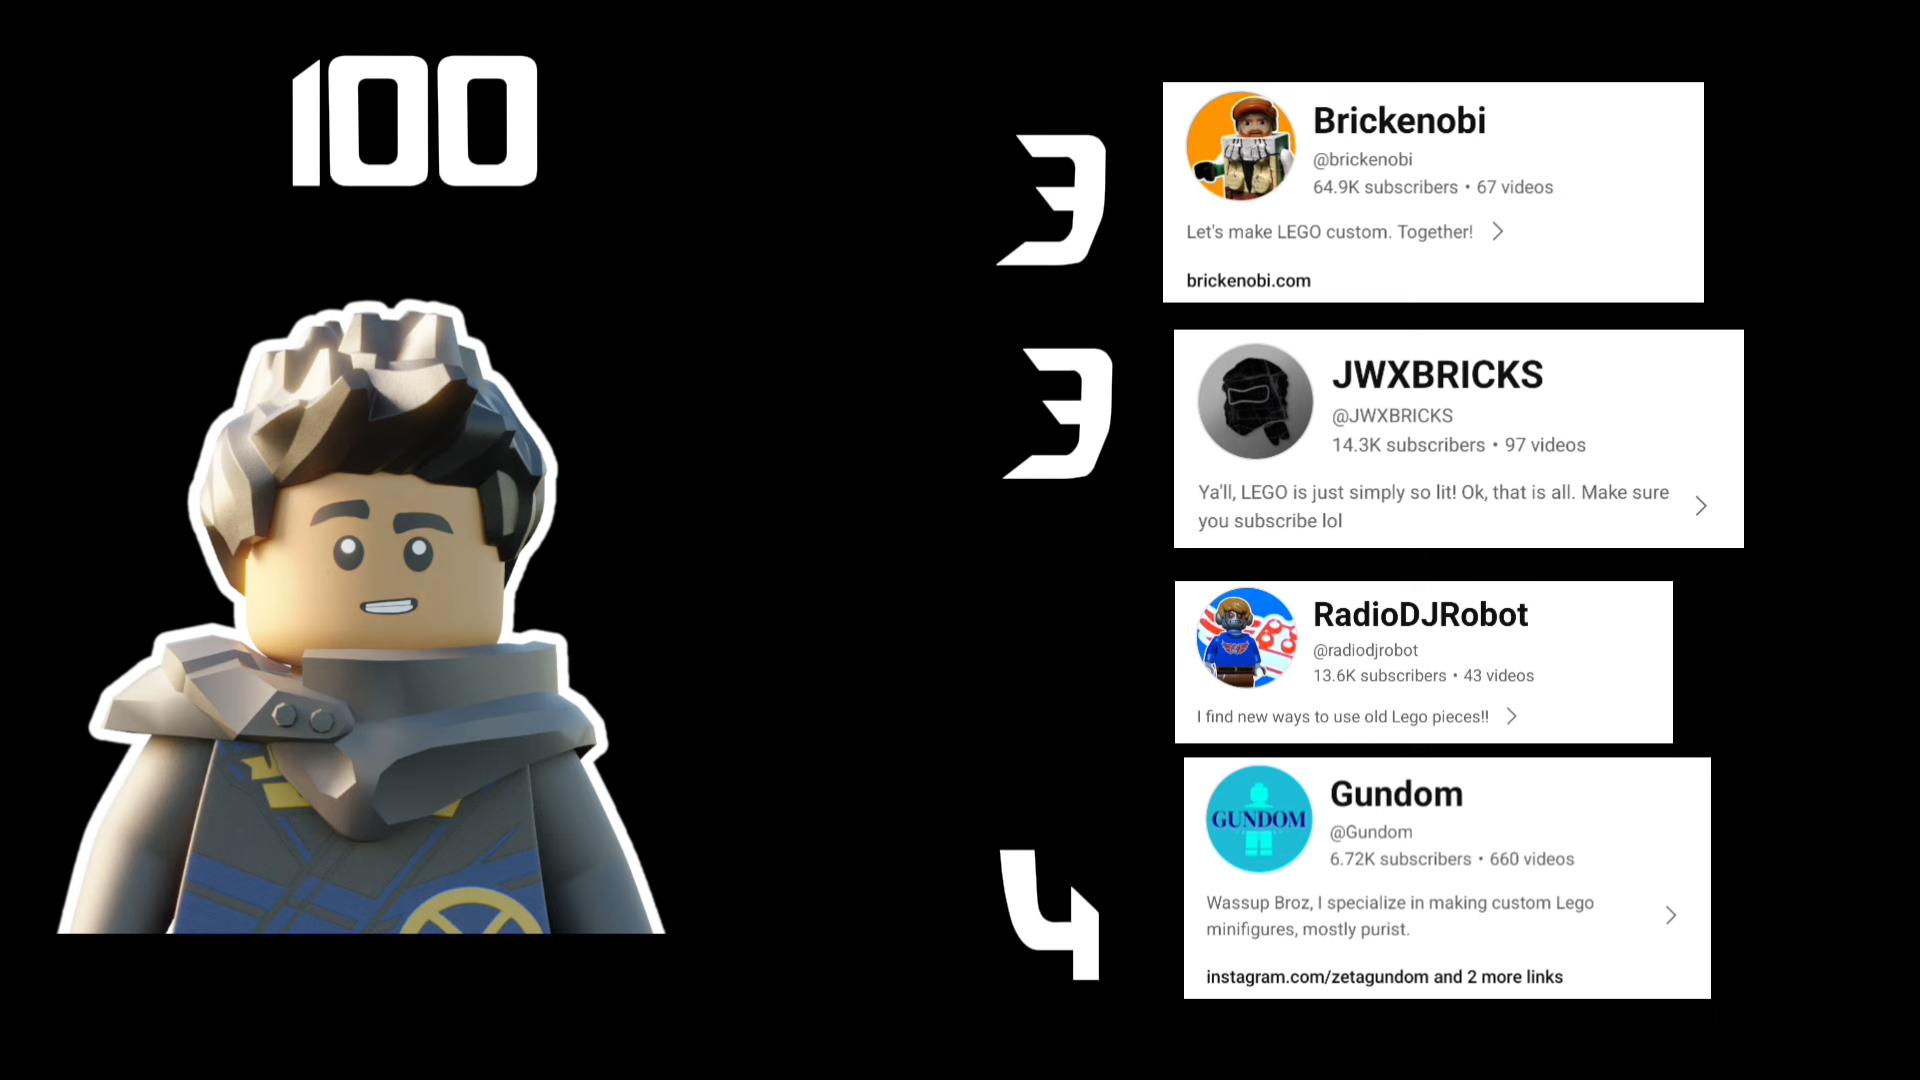 100
3
Brickenobi
@brickenobi
64.9K subscribers • 67 videos
Let's make LEGO custom. Together!
brickenobi.com
3
JWXBRICKS
@JWXBRICKS
14.3K subscribers • 97 videos
Ya'll, LEGO is just simply so lit! Ok, that is all. Make sure
you subscribe lol
RadioDJRobot
@radiodjrobot
13.6K subscribers • 43 videos
I find new ways to use old Lego pieces!!
4
Gundom
GUNDOM
@Gundom
6.72K subscribers • 660 videos
Wassup Broz, I specialize in making custom Lego
minifigures, mostly purist.
instagram.com/zetagundom and 2 more links